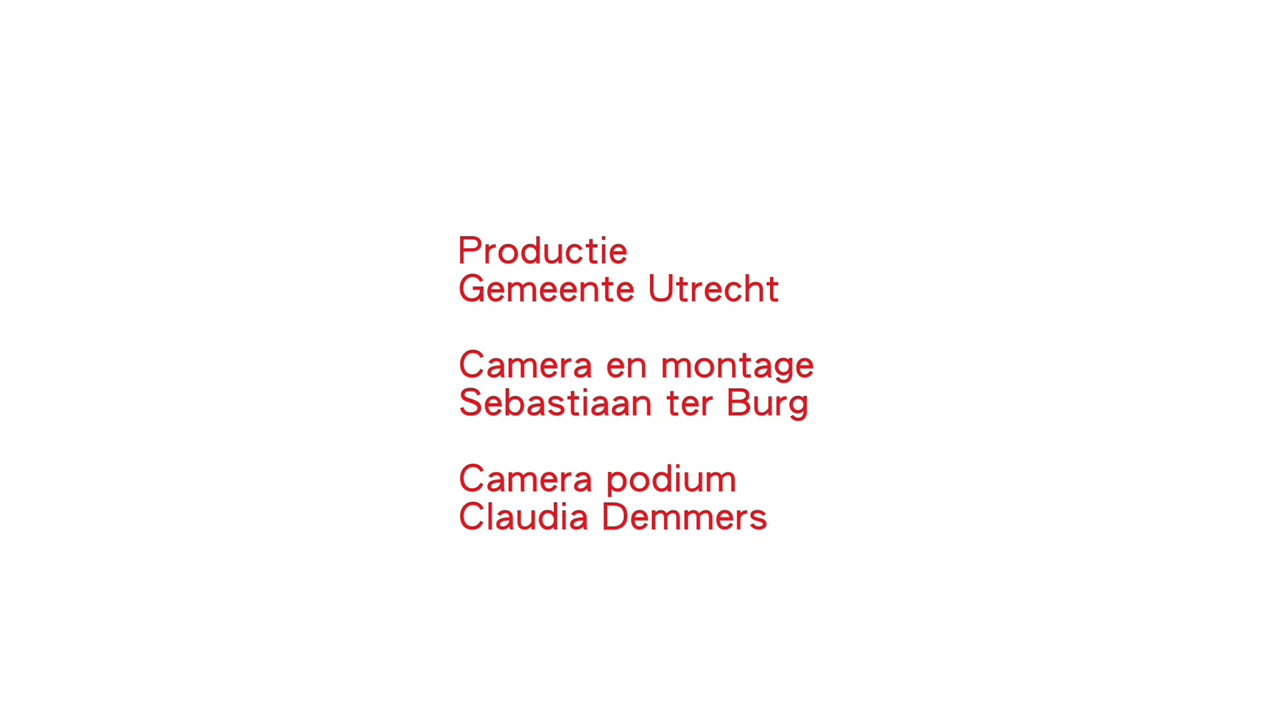 Productie
Gemeente Utrecht
Camera en montage
Sebastiaan ter Burg
Camera podium
Claudia Demmers